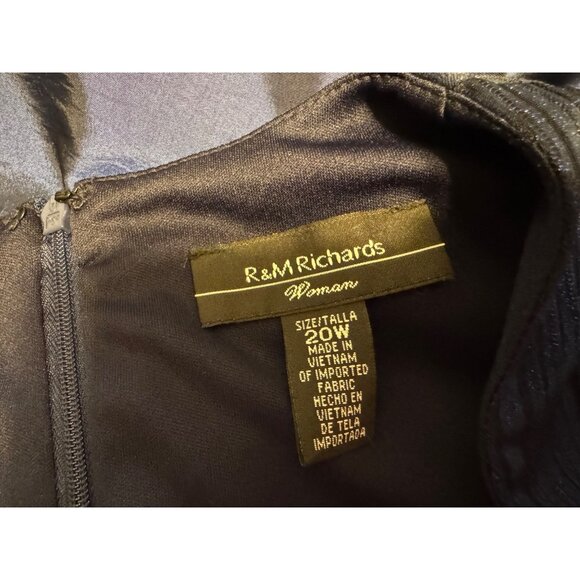 R&M Richards
Woman
SIZE/TALLA
20W
MADE IN
VIETNAM
OF IMPORTED
FABRIC
HECHO EN
VIETNAM
DE TELA
IMPORTADA